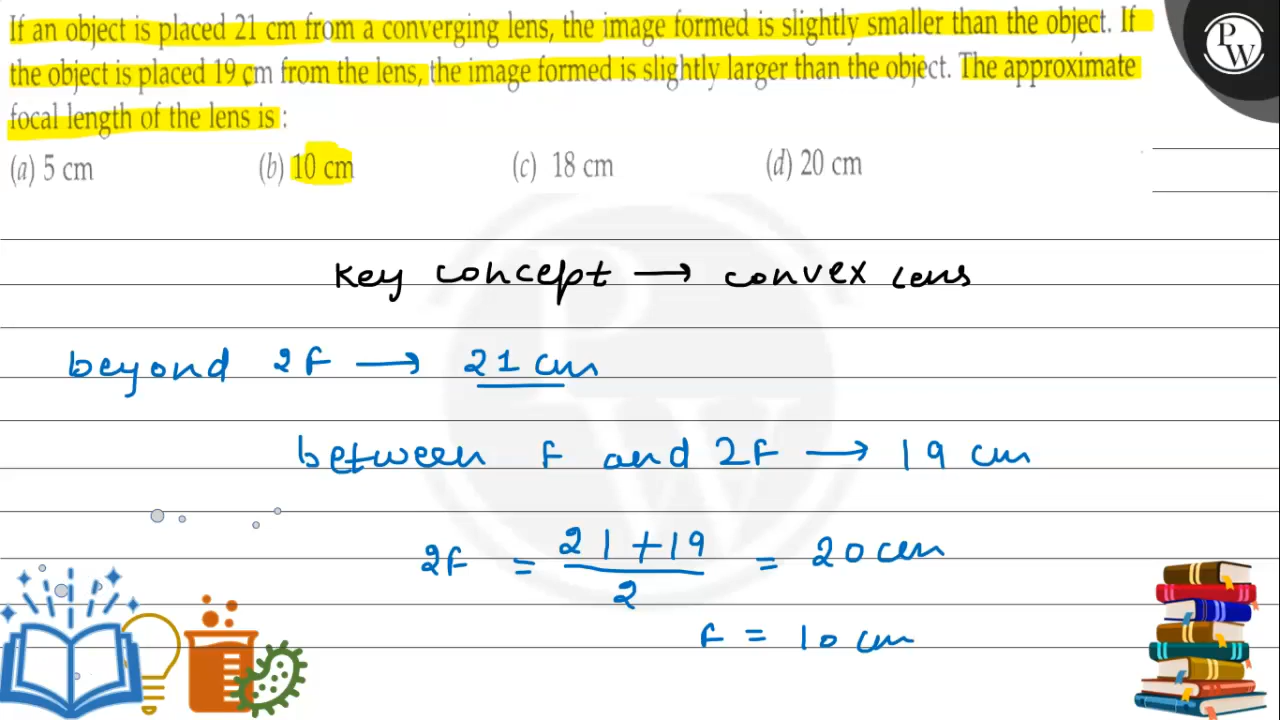 If an object is placed 21 cm from a converging lens, the image formed is slightly smaller than the object. If
the object is placed 19 cm from the lens, the image formed is slightly larger than the object. The approximate
focal length of the lens is :
(a) 5 cm (b) 10 cm (c) 18 cm (d) 20 cm
PW
Key concept → convex lens
beyond 2F → 21 cm
between F and 2F → 19 cm
2F = 21+19 / 2 = 20 cm
F = 10 cm